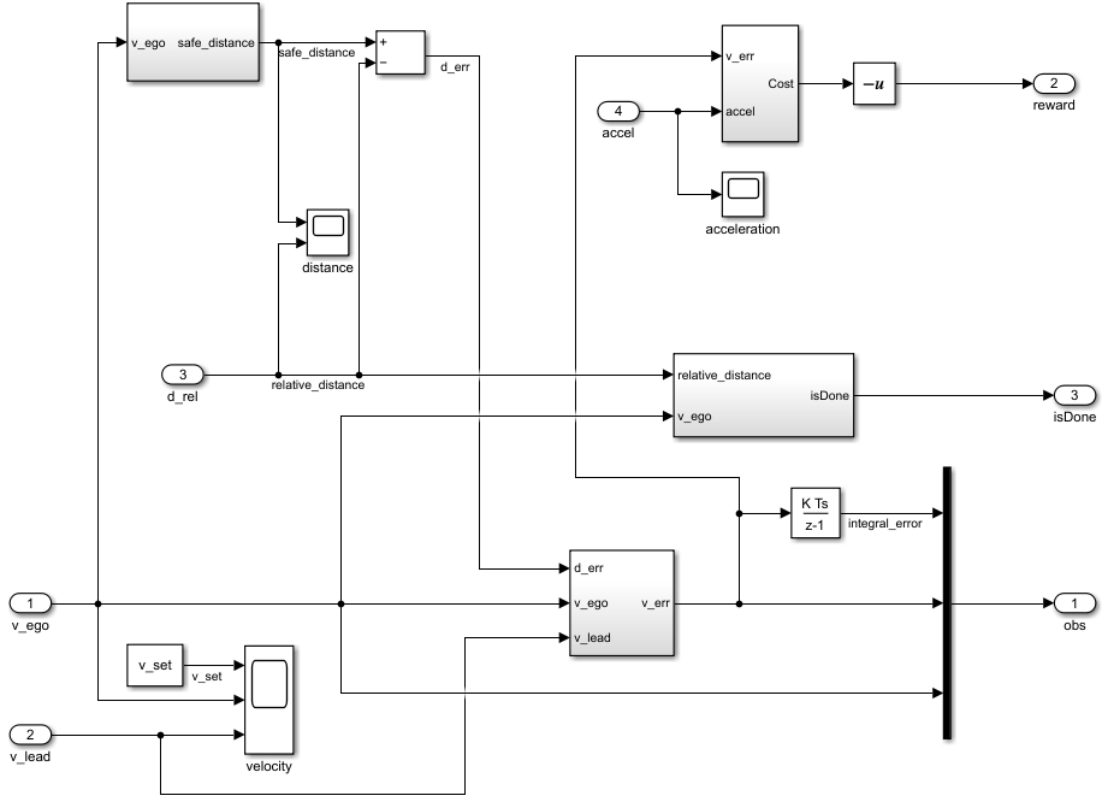 v_ego
safe_distance
safe_distance
+
−
d_err
v_err
accel
Cost
-u
2
reward
4
accel
acceleration
distance
3
d_rel
relative_distance
relative_distance
v_ego
isDone
3
isDone
K Ts
z-1
integral_error
d_err
v_ego
v_lead
v_err
1
v_ego
1
obs
v_set
v_set
2
v_lead
velocity